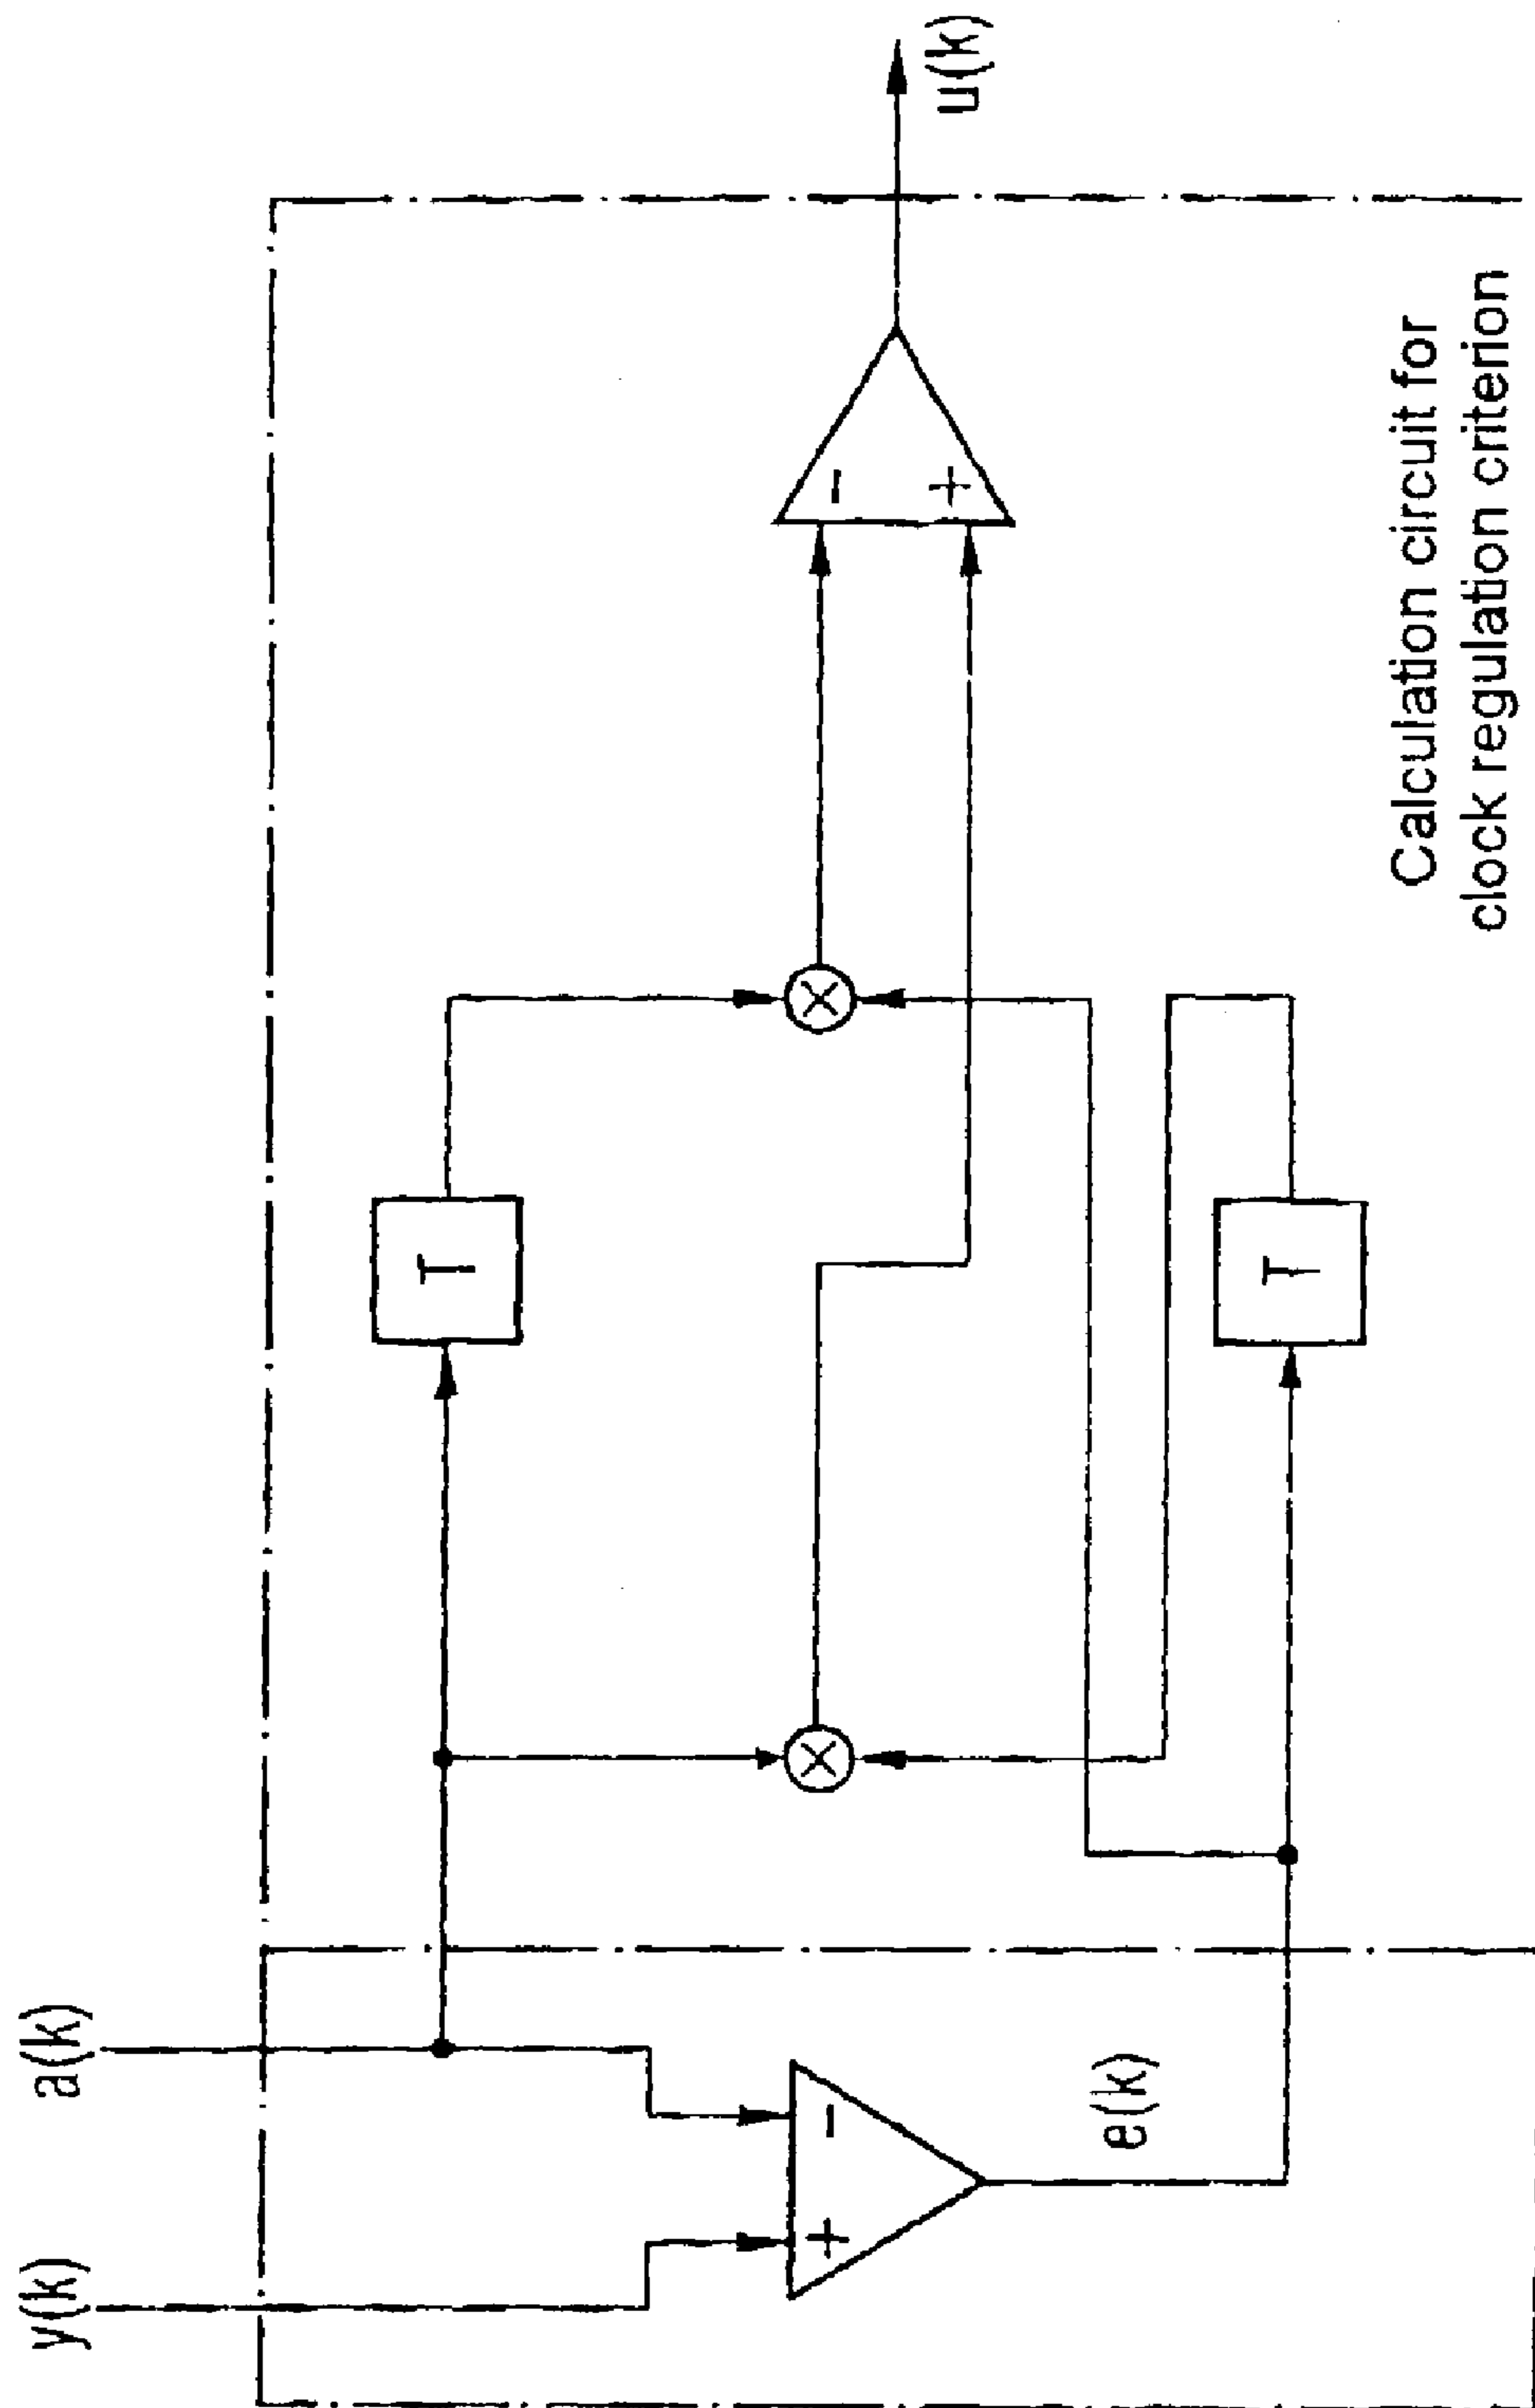 y(k)
a(k)
+
-
e(k)
T
T
×
×
-
+
u(k)
Calculation circuit for
clock regulation criterion